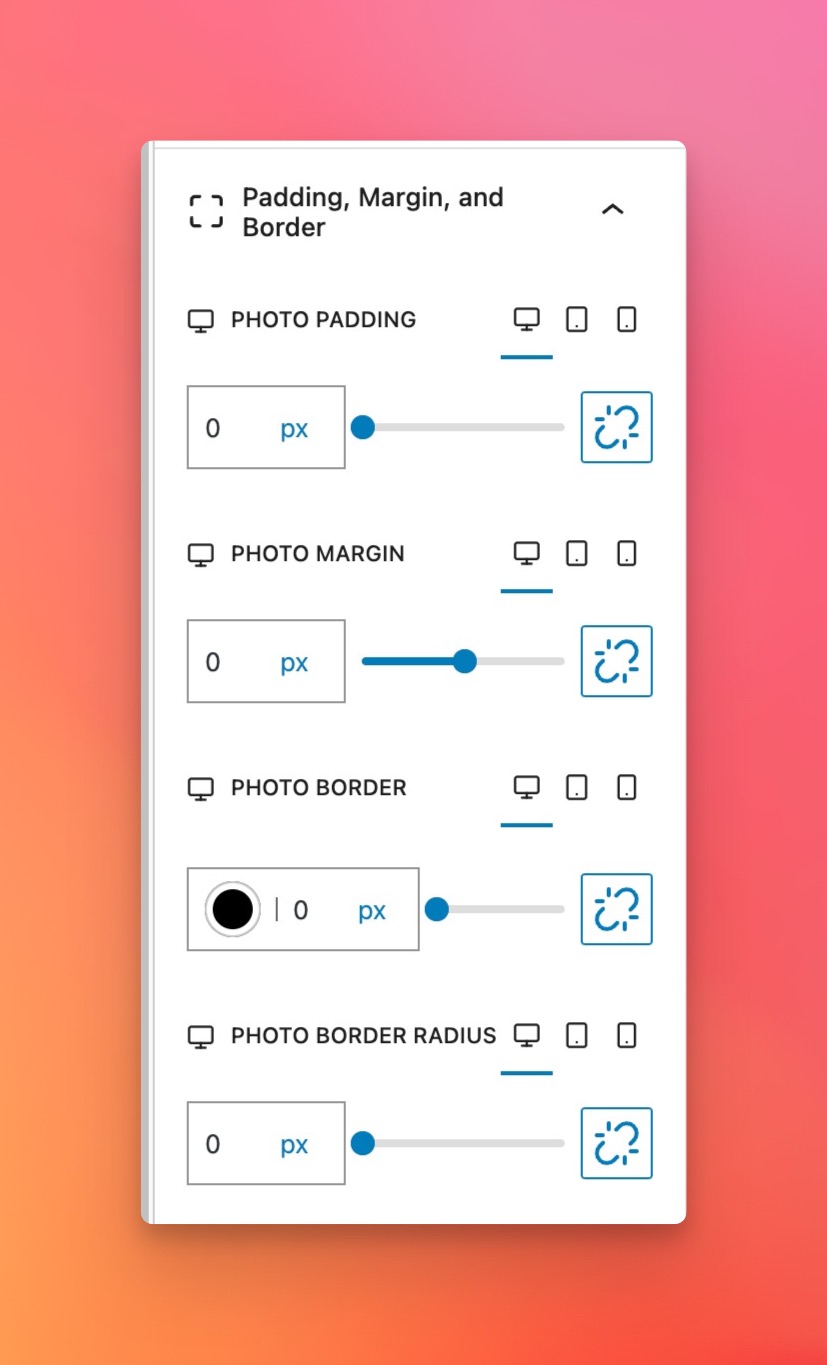 Padding, Margin, and
Border
PHOTO PADDING
0 px
PHOTO MARGIN
0 px
PHOTO BORDER
0 px
PHOTO BORDER RADIUS
0 px